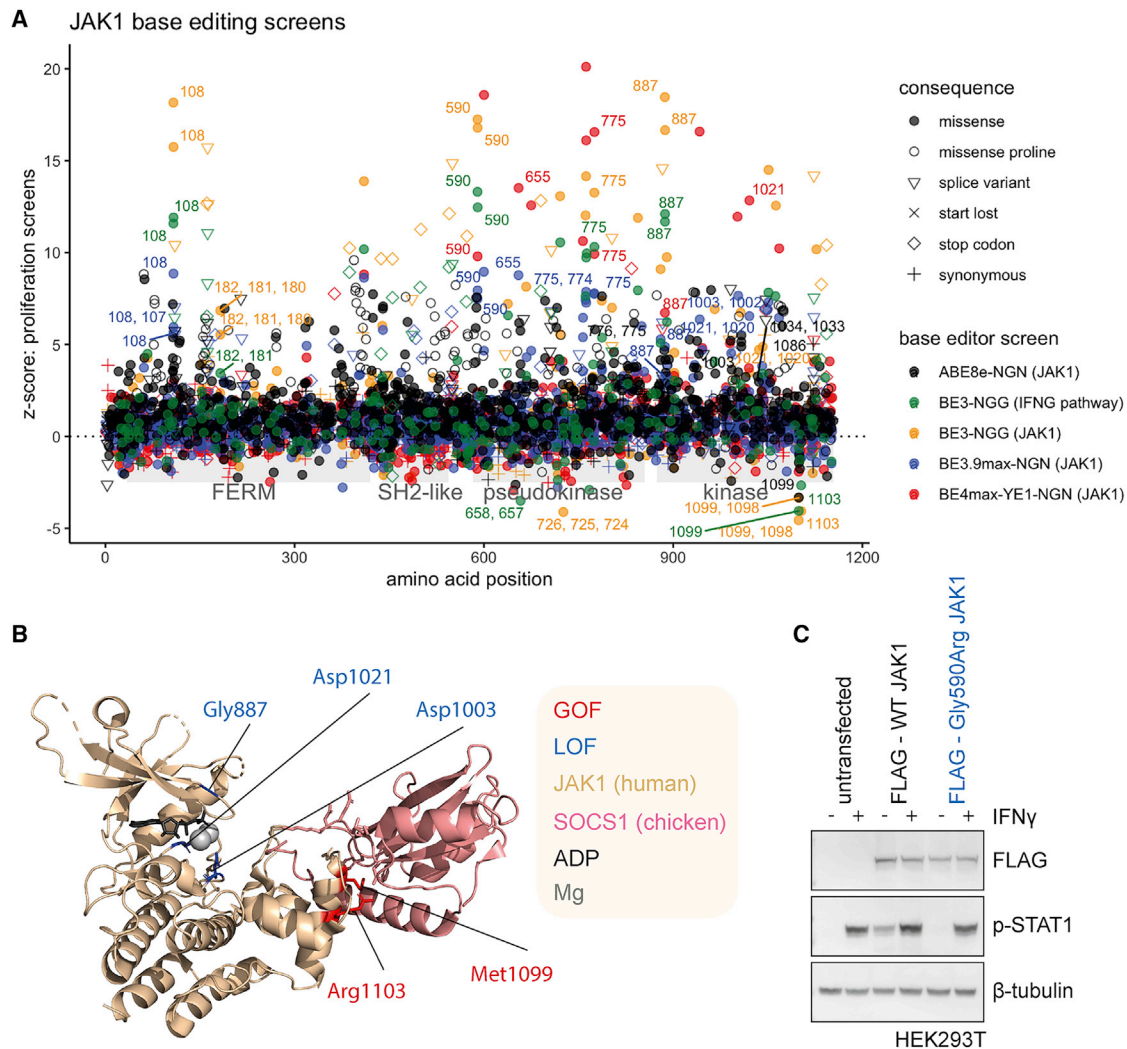 A
JAK1 base editing screens
z-score: proliferation screens
20
15
10
5
0
-5
0
300
600
900
1200
amino acid position
108
108
108
108
108
108, 107
108
182, 181, 180
182, 181, 180
182, 181
590
590
590
590
590
590
590
655
655
775
775
775
775
775, 774
775
776, 775
887
887
887
887
887
887
1021
1003, 1002
1021, 1020
1021, 1020
1003
1034, 1033
1086
1099
1103
1099, 1098
1099
1099, 1098
1103
658, 657
726, 725, 724
FERM
SH2-like
pseudokinase
kinase
consequence
missense
missense proline
splice variant
start lost
stop codon
synonymous
base editor screen
ABE8e-NGN (JAK1)
BE3-NGG (IFNG pathway)
BE3-NGG (JAK1)
BE3.9max-NGN (JAK1)
BE4max-YE1-NGN (JAK1)
B
Gly887
Asp1021
Asp1003
Arg1103
Met1099
GOF
LOF
JAK1 (human)
SOCS1 (chicken)
ADP
Mg
C
untransfected
FLAG - WT JAK1
FLAG - Gly590Arg JAK1
- + - + - + IFNγ
FLAG
p-STAT1
β-tubulin
HEK293T